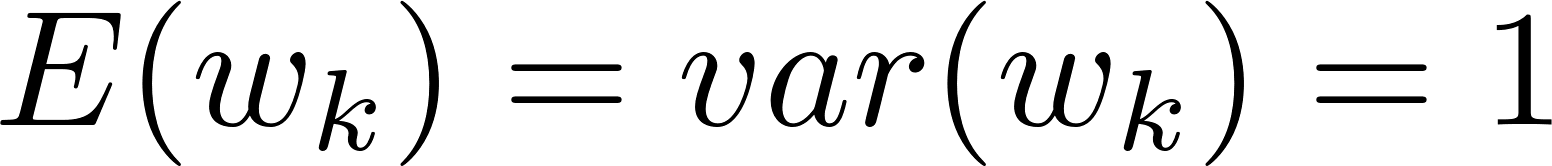 E(w_k) = var(w_k) = 1